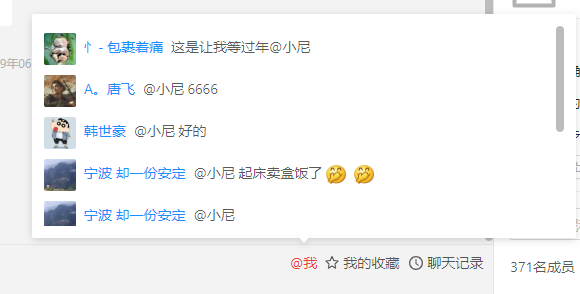 忄 - 包裹着痛 这是让我等过年@小尼
9年06
A。唐飞 @小尼 6666
韩世豪 @小尼 好的
宁波 却一份安定 @小尼 起床卖盒饭了🤭 🤭
宁波 却一份安定 @小尼
@我 我的收藏 聊天记录
371名成员